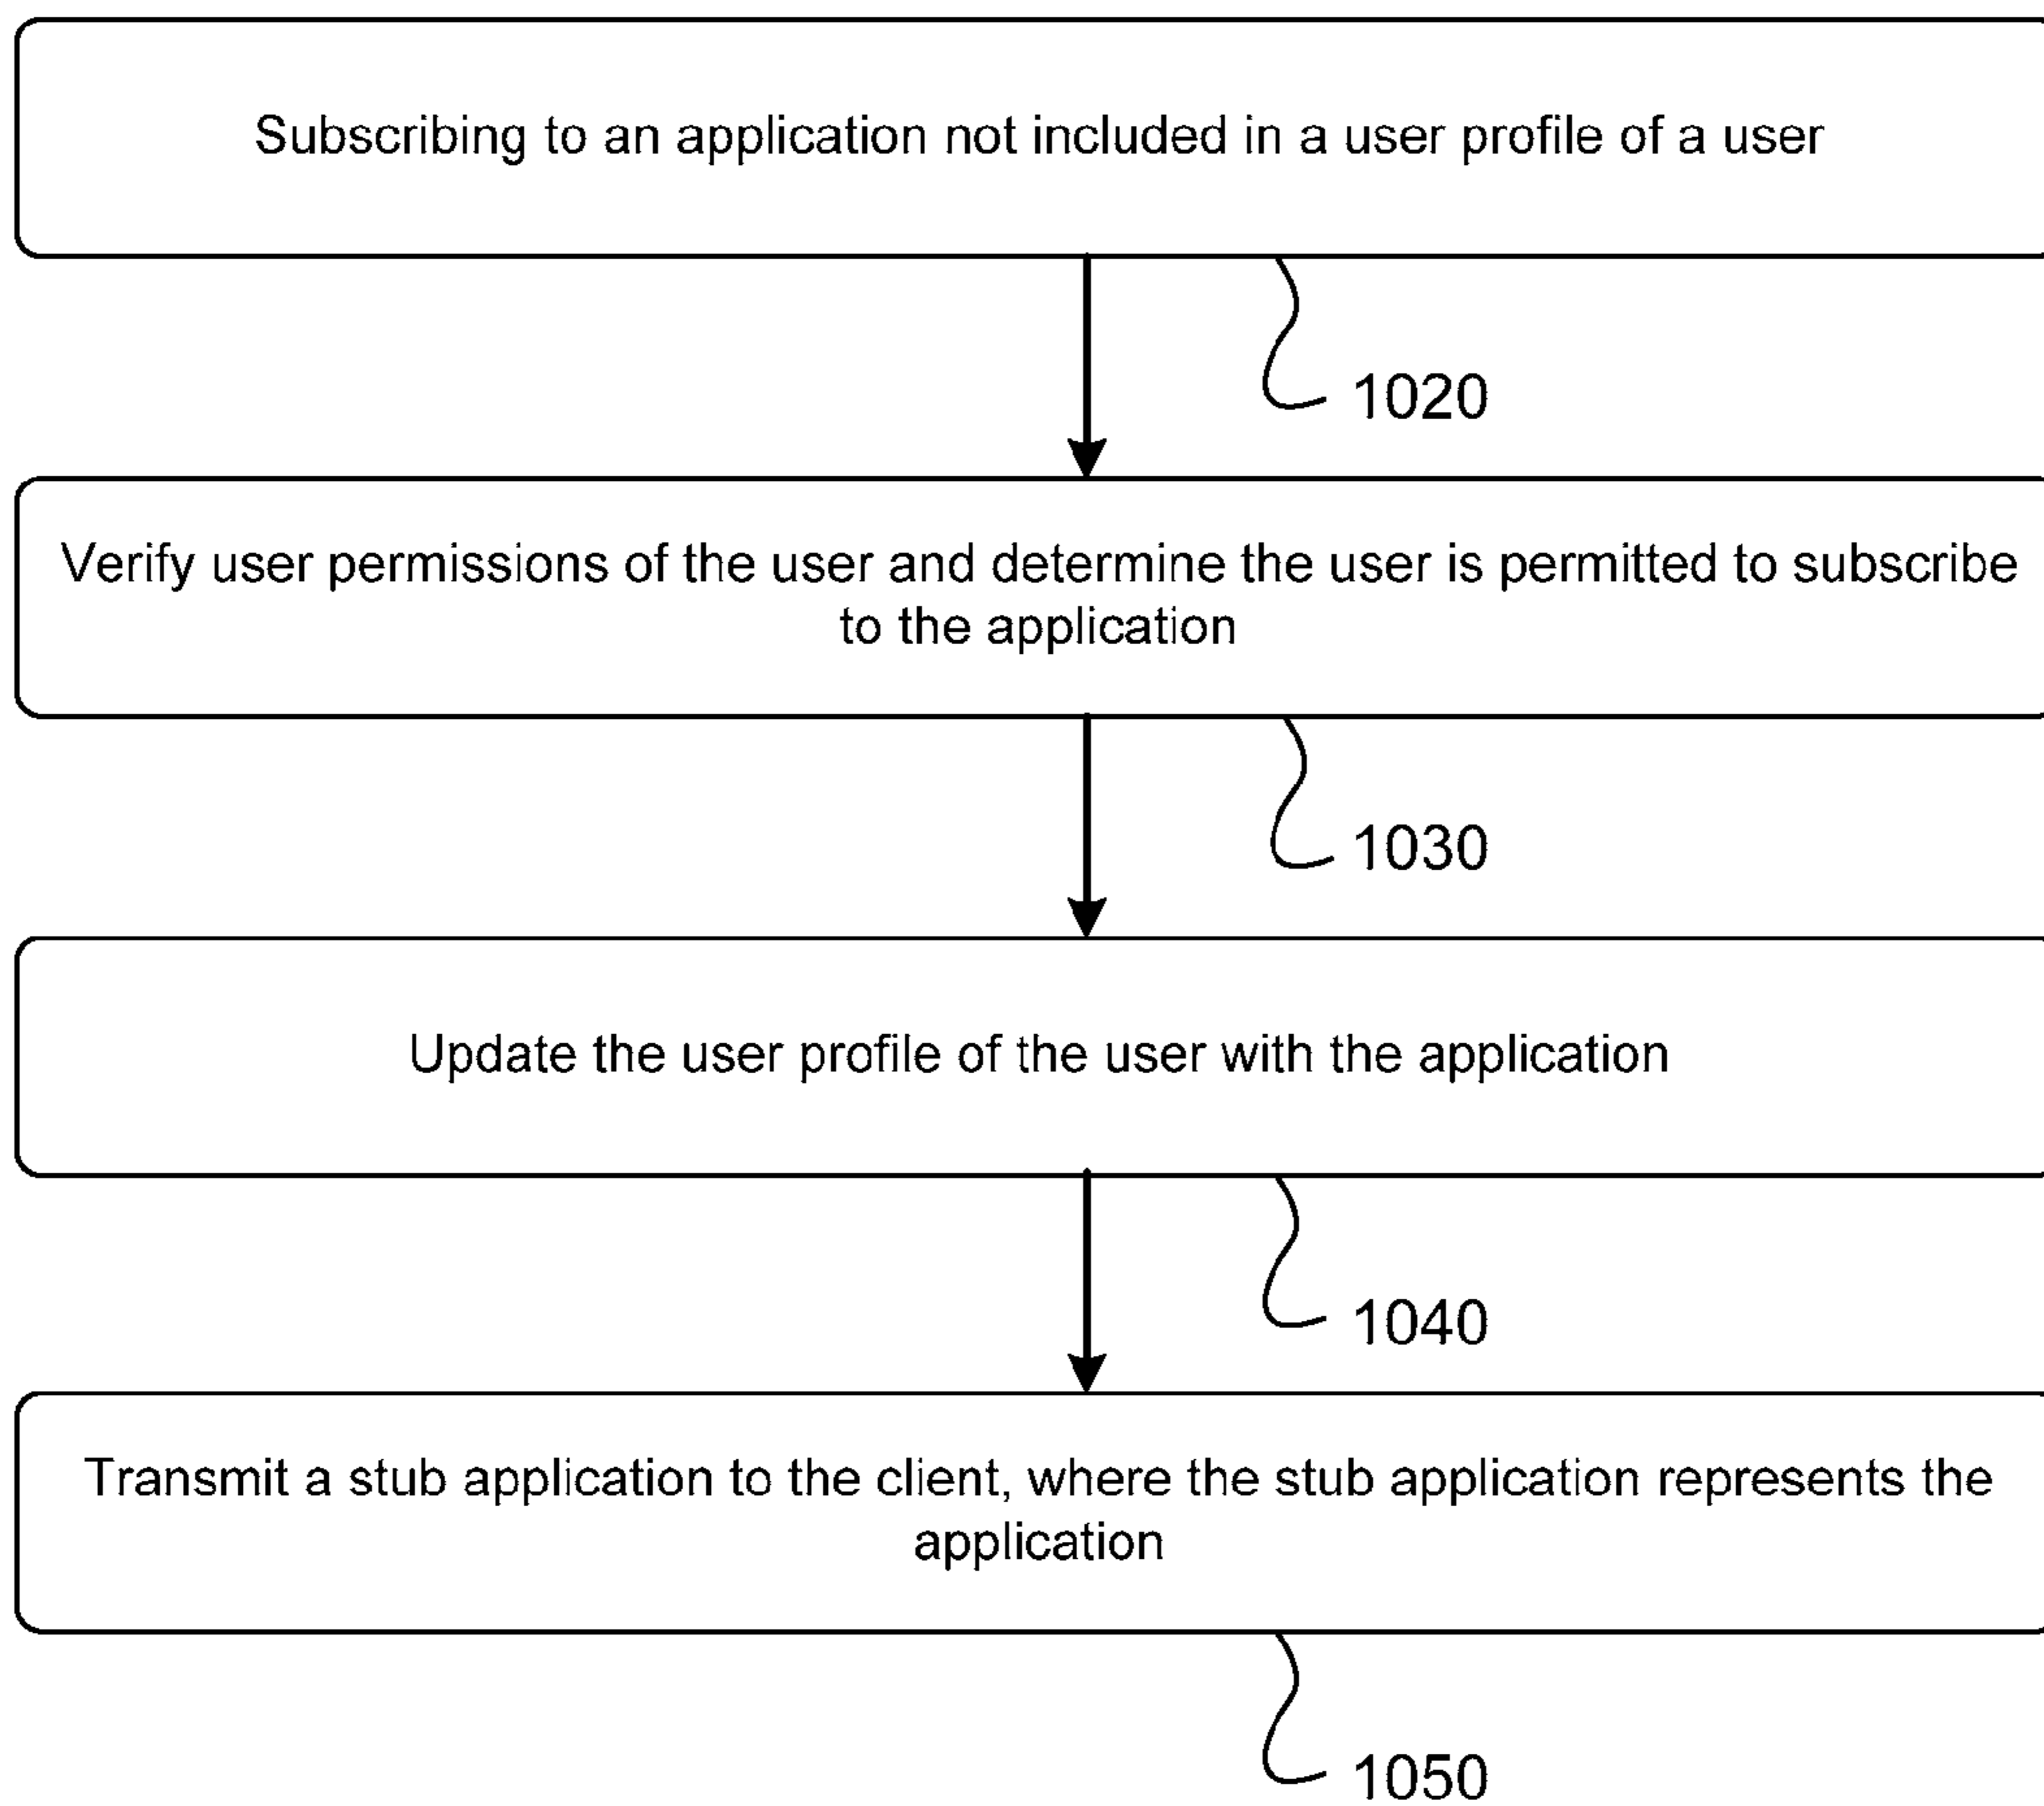 Subscribing to an application not included in a user profile of a user
1020
Verify user permissions of the user and determine the user is permitted to subscribe
to the application
1030
Update the user profile of the user with the application
1040
Transmit a stub application to the client, where the stub application represents the
application
1050